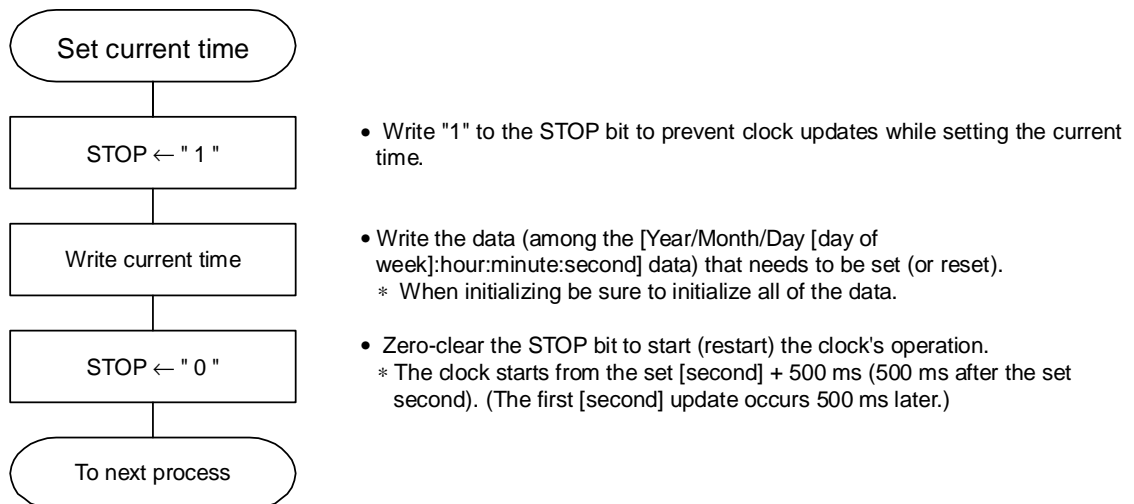 Set current time
STOP ← " 1 "
• Write "1" to the STOP bit to prevent clock updates while setting the current
time.
Write current time
• Write the data (among the [Year/Month/Day [day of
week]:hour:minute:second] data) that needs to be set (or reset).
* When initializing be sure to initialize all of the data.
STOP ← " 0 "
• Zero-clear the STOP bit to start (restart) the clock's operation.
* The clock starts from the set [second] + 500 ms (500 ms after the set
second). (The first [second] update occurs 500 ms later.)
To next process